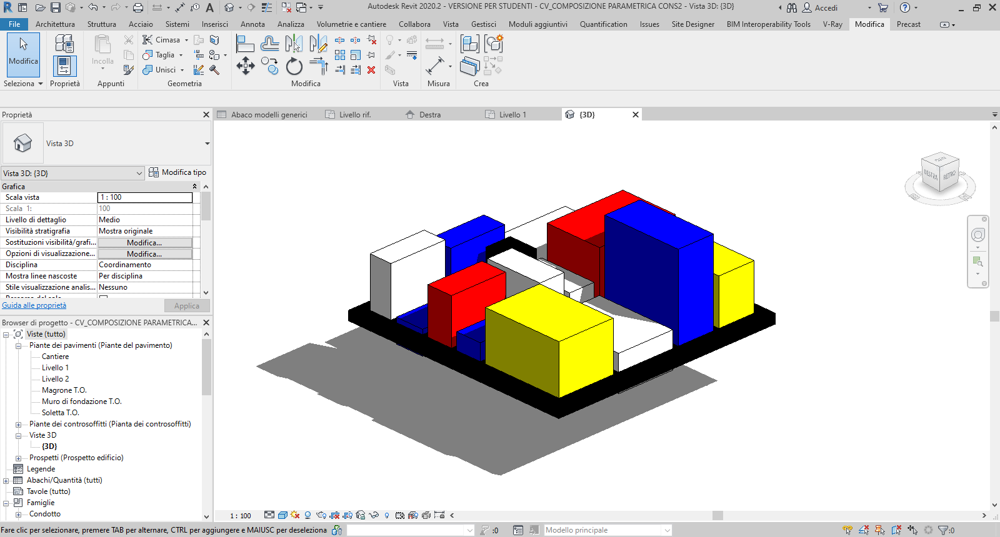 Autodesk Revit 2020.2 - VERSIONE PER STUDENTI - CV_COMPOSIZIONE PARAMETRICA CONS2 - Vista 3D: {3D}
Accedi
File Architettura Struttura Acciaio Sistemi Inserisci Annota Analizza Volumetrie e cantiere Collabora Vista Gestisci Moduli aggiuntivi Quantification Issues Site Designer BIM Interoperability Tools V-Ray Modifica Precast
Modifica
Incolla
Cimasa
Taglia
Unisci
Seleziona Proprietà Appunti Geometria Modifica Vista Misura Crea
Proprietà
Abaco modelli generici Livello rif. Destra Livello 1 {3D}
Vista 3D
Vista 3D: {3D} Modifica tipo
Grafica
Scala vista 1 : 100
Scala 1: 100
Livello di dettaglio Medio
Visibilità stratigrafia Mostra originale
Sostituzioni visibilità/grafi... Modifica...
Opzioni di visualizzazione... Modifica...
Disciplina Coordinamento
Mostra linee nascoste Per disciplina
Stile visualizzazione analis... Nessuno
Guida alle proprietà Applica
Browser di progetto - CV_COMPOSIZIONE PARAMETRICA...
Viste (tutto)
Piante dei pavimenti (Piante del pavimento)
Cantiere
Livello 1
Livello 2
Magrone T.O.
Muro di fondazione T.O.
Soletta T.O.
Piante dei controsoffitti (Pianta dei controsoffitti)
Viste 3D
{3D}
Prospetti (Prospetto edificio)
Legende
Abachi/Quantità (tutti)
Tavole (tutto)
Famiglie
Condotto
DESTRA RETRO
1 : 100
Fare clic per selezionare, premere TAB per alternare, CTRL per aggiungere e MAIUSC per deseleziona :0 Modello principale :0